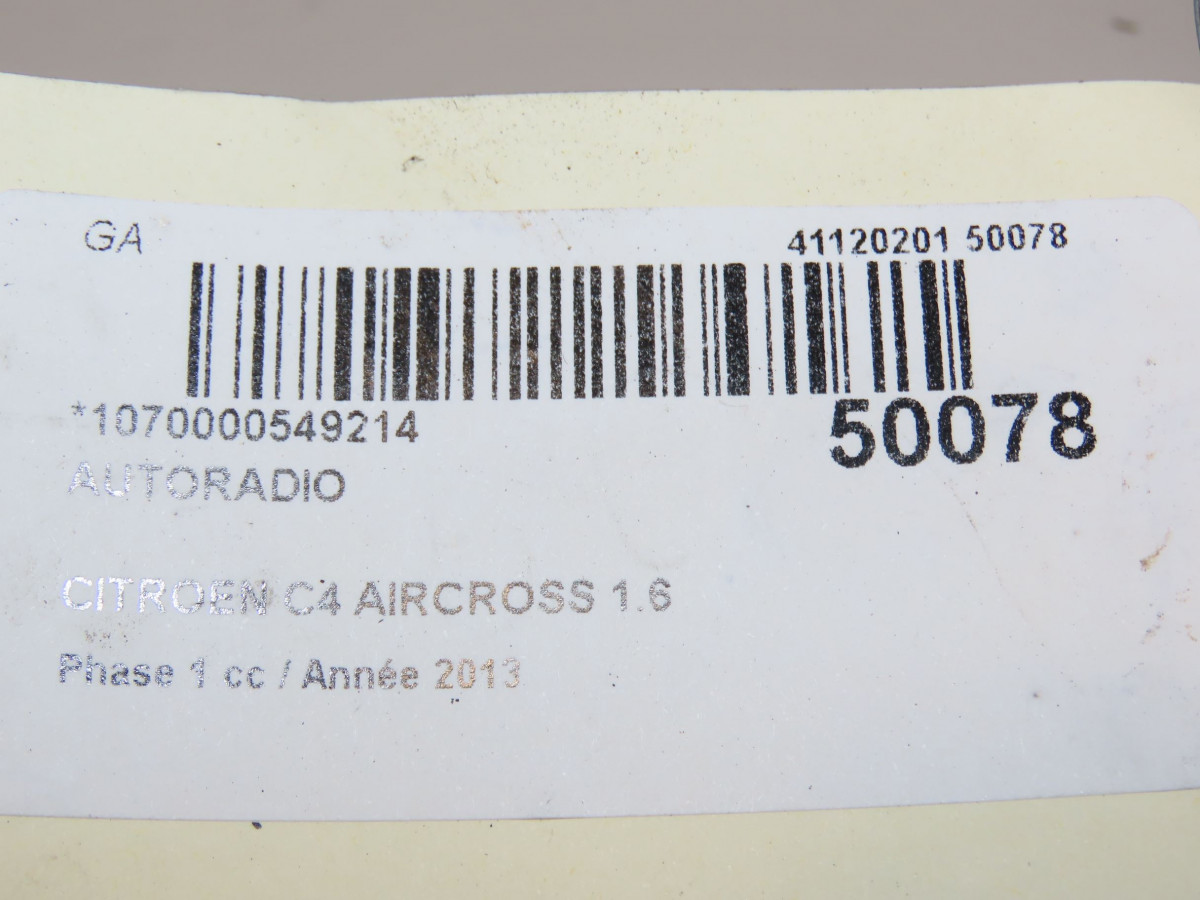 GA
41120201 50078
*1070000549214
50078
AUTORADIO
CITROEN C4 AIRCROSS 1.6
Phase 1 cc / Année 2013